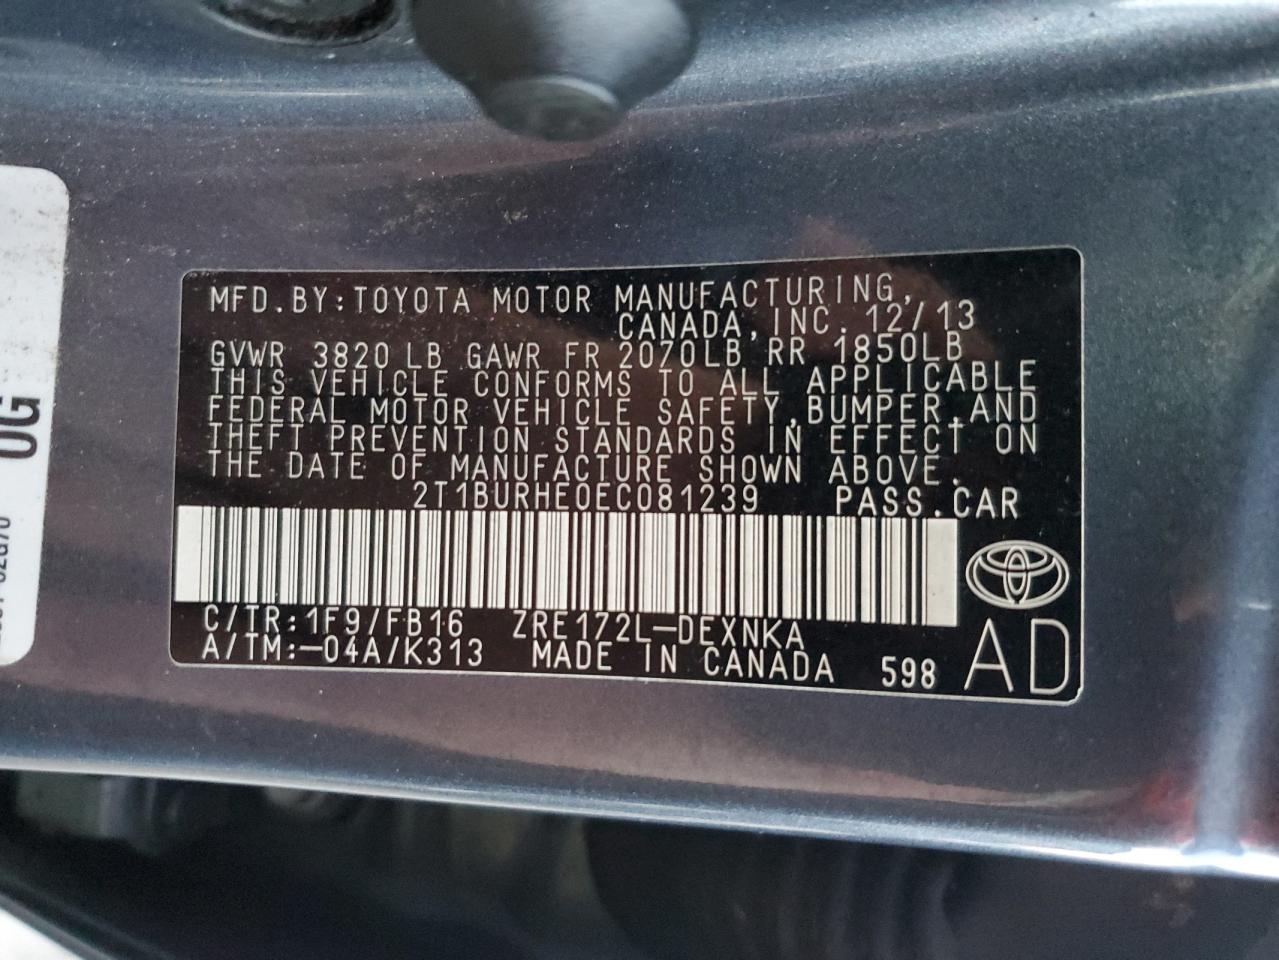 MFD.BY:TOYOTA MOTOR MANUFACTURING,
CANADA,INC. 12/13
GVWR 3820LB GAWR FR 2070LB RR 1850LB
THIS VEHICLE CONFORMS TO ALL APPLICABLE
FEDERAL MOTOR VEHICLE SAFETY,BUMPER,AND
THEFT PREVENTION STANDARDS IN EFFECT ON
THE DATE OF MANUFACTURE SHOWN ABOVE.
2T1BURHE0EC081239 PASS.CAR
C/TR:1F9/FB16 ZRE172L-DEXNKA
A/TM:-04A/K313 MADE IN CANADA 598 AD
0G